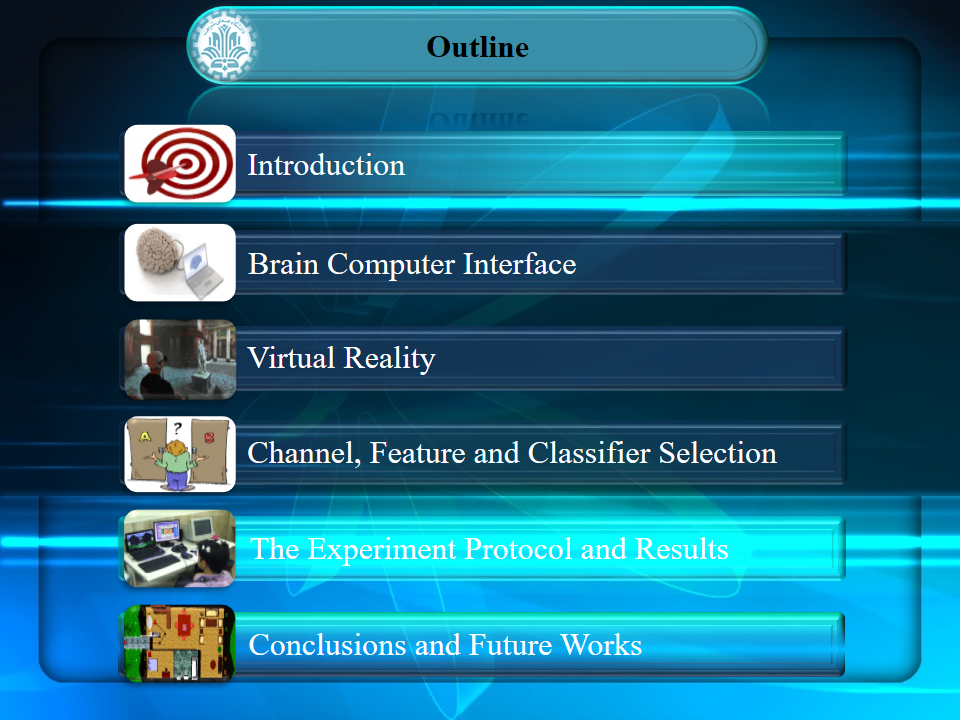 Outline
Introduction
Brain Computer Interface
Virtual Reality
?
A B
Channel, Feature and Classifier Selection
The Experiment Protocol and Results
Conclusions and Future Works